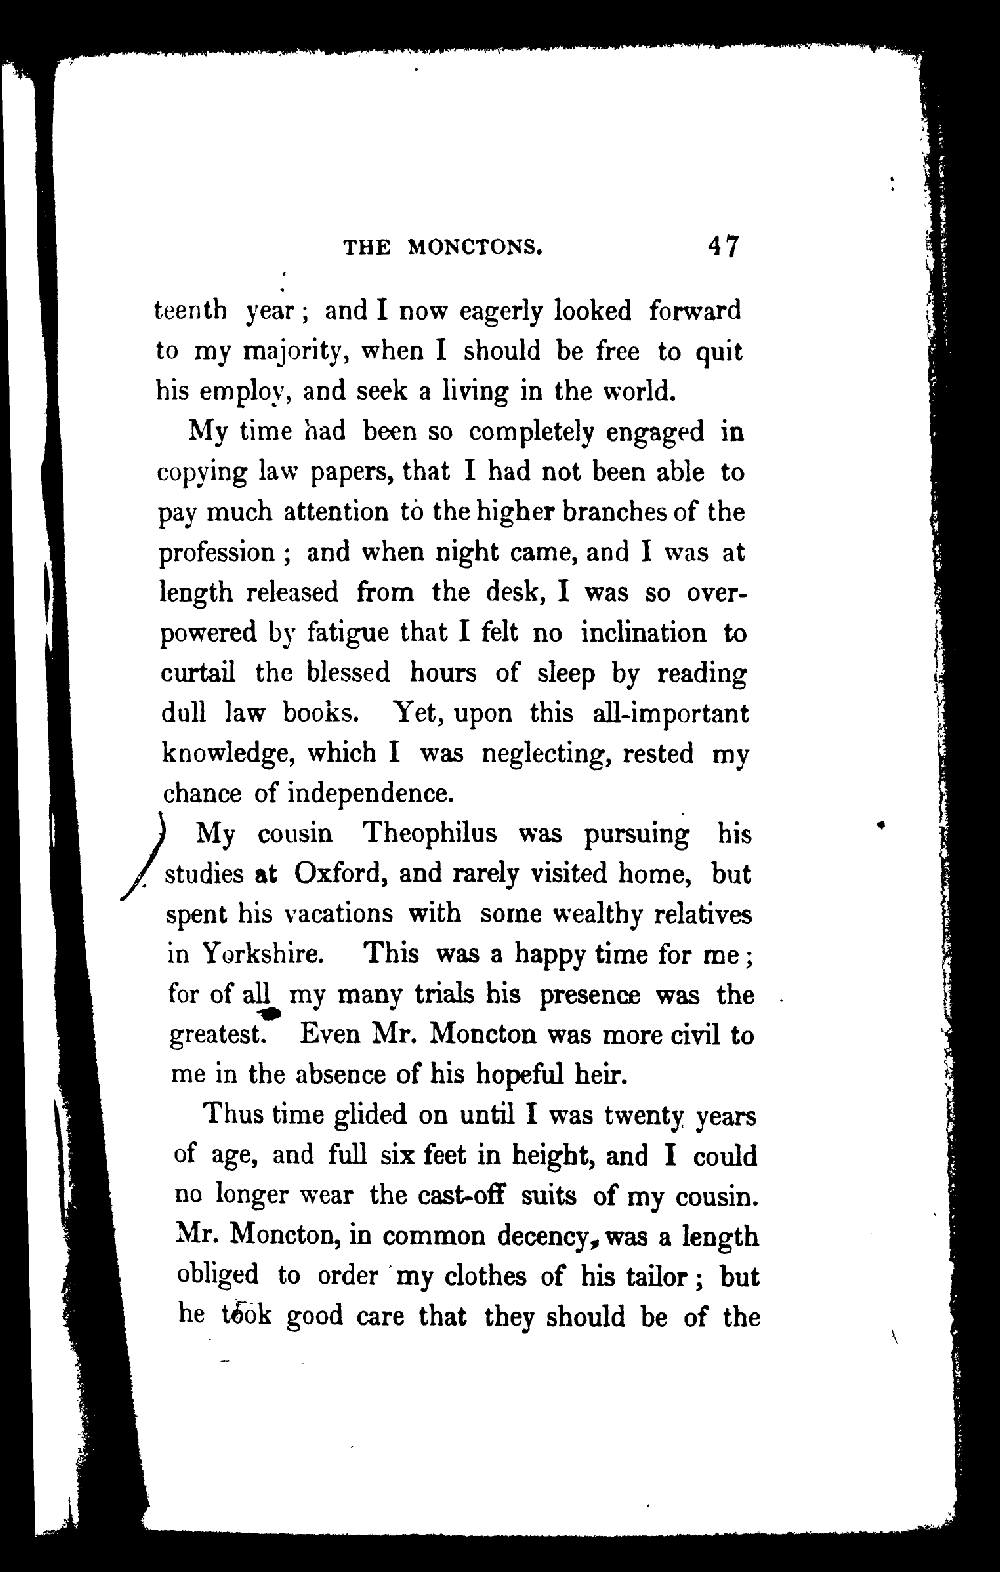 THE MONCTONS. 47
teenth year; and I now eagerly looked forward
to my majority, when I should be free to quit
his employ, and seek a living in the world.
My time had been so completely engaged in
copying law papers, that I had not been able to
pay much attention to the higher branches of the
profession; and when night came, and I was at
length released from the desk, I was so over-
powered by fatigue that I felt no inclination to
curtail the blessed hours of sleep by reading
dull law books. Yet, upon this all-important
knowledge, which I was neglecting, rested my
chance of independence.
My cousin Theophilus was pursuing his
studies at Oxford, and rarely visited home, but
spent his vacations with some wealthy relatives
in Yorkshire. This was a happy time for me;
for of all my many trials his presence was the
greatest. Even Mr. Moncton was more civil to
me in the absence of his hopeful heir.
Thus time glided on until I was twenty years
of age, and full six feet in height, and I could
no longer wear the cast-off suits of my cousin.
Mr. Moncton, in common decency, was a length
obliged to order my clothes of his tailor; but
he took good care that they should be of the